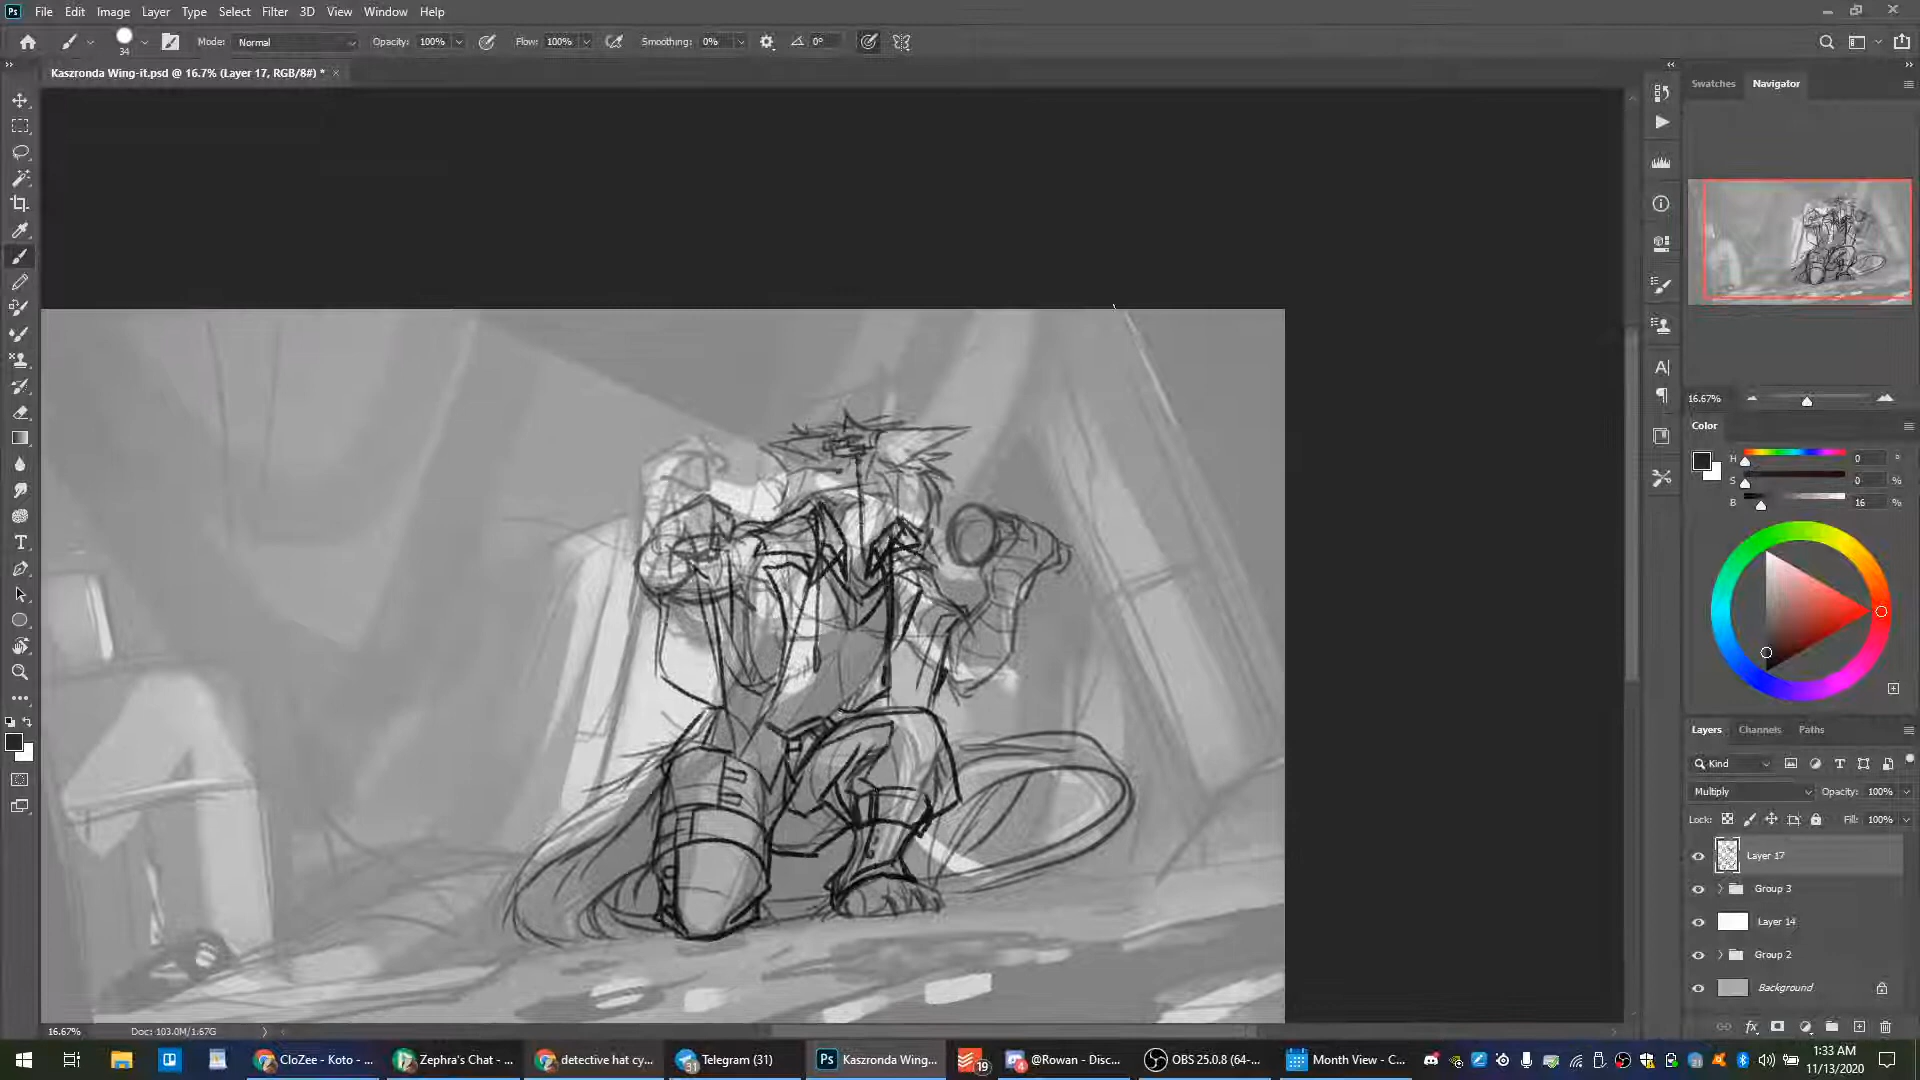 Ps File Edit Image Layer Type Select Filter 3D View Window Help
34 Mode: Normal Opacity: 100% Flow: 100% Smoothing: 0% 0°
Kaszronda Wing-it.psd @ 16.7% (Layer 17, RGB/8#) * ×
Swatches Navigator
16.67%
Color
H 0 °
S 0 %
B 16 %
Layers Channels Paths
Kind
Multiply Opacity: 100%
Lock: Fill: 100%
Layer 17
Group 3
Layer 14
Group 2
Background
16.67% Doc: 103.0M/1.67G
CloZee - Koto - ... Zephra's Chat - ... detective hat cy... Telegram (31) Kaszronda Wing... 19 @Rowan - Disc... OBS 25.0.8 (64-... Month View - C... 1:33 AM
11/13/2020